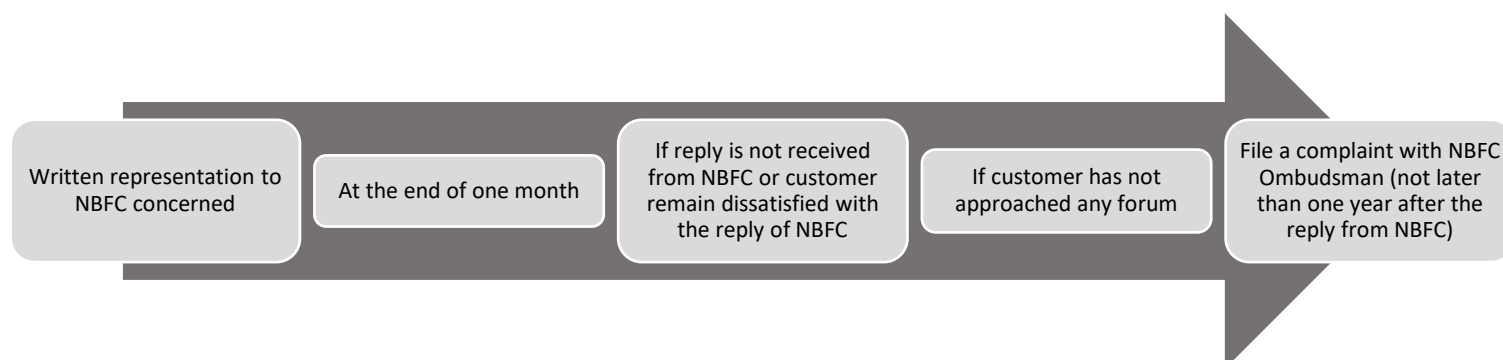 Written representation to
NBFC concerned
At the end of one month
If reply is not received
from NBFC or customer
remain dissatisfied with
the reply of NBFC
If customer has not
approached any forum
File a complaint with NBFC
Ombudsman (not later
than one year after the
reply from NBFC)